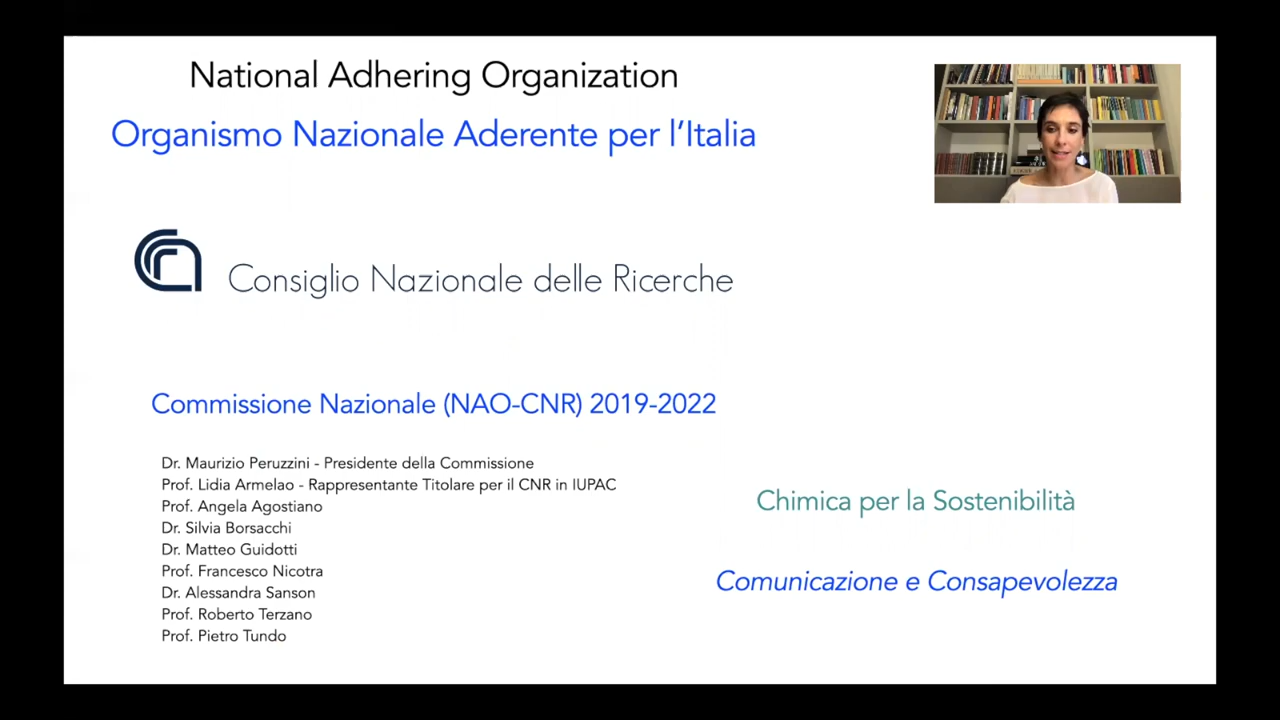 National Adhering Organization
Organismo Nazionale Aderente per l'Italia
Consiglio Nazionale delle Ricerche
Commissione Nazionale (NAO-CNR) 2019-2022
Dr. Maurizio Peruzzini - Presidente della Commissione
Prof. Lidia Armelao - Rappresentante Titolare per il CNR in IUPAC
Prof. Angela Agostiano
Dr. Silvia Borsacchi
Dr. Matteo Guidotti
Prof. Francesco Nicotra
Dr. Alessandra Sanson
Prof. Roberto Terzano
Prof. Pietro Tundo
Chimica per la Sostenibilità
Comunicazione e Consapevolezza